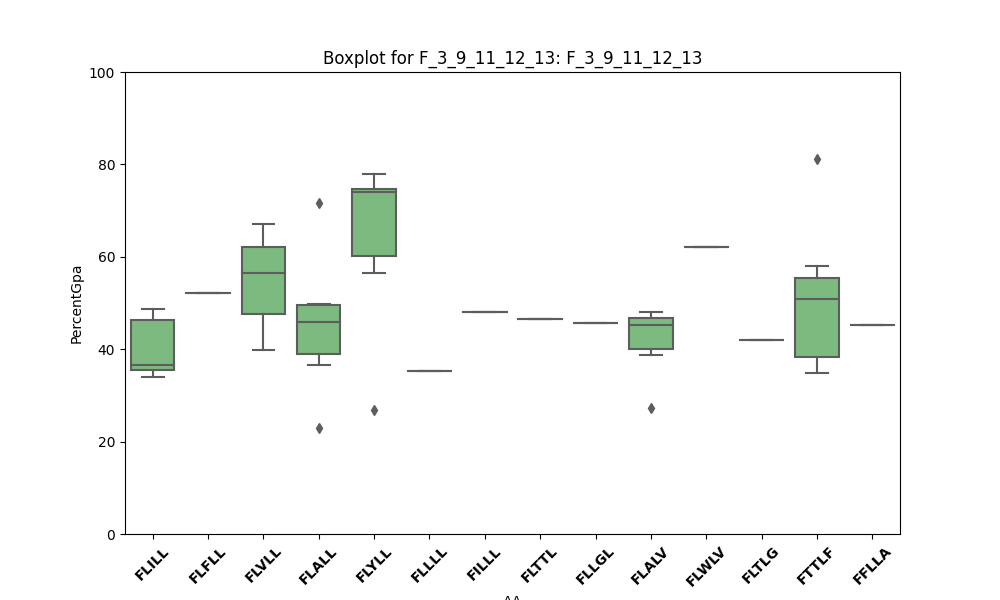 Boxplot for F_3_9_11_12_13: F_3_9_11_12_13
100
80
60
40
20
0
PercentGpa
FLILL
FLFLL
FLVLL
FLALL
FLYLL
FLLLL
FILLL
FLTTL
FLLGL
FLALV
FLWLV
FLTLG
FTTLF
FFLLA
AA